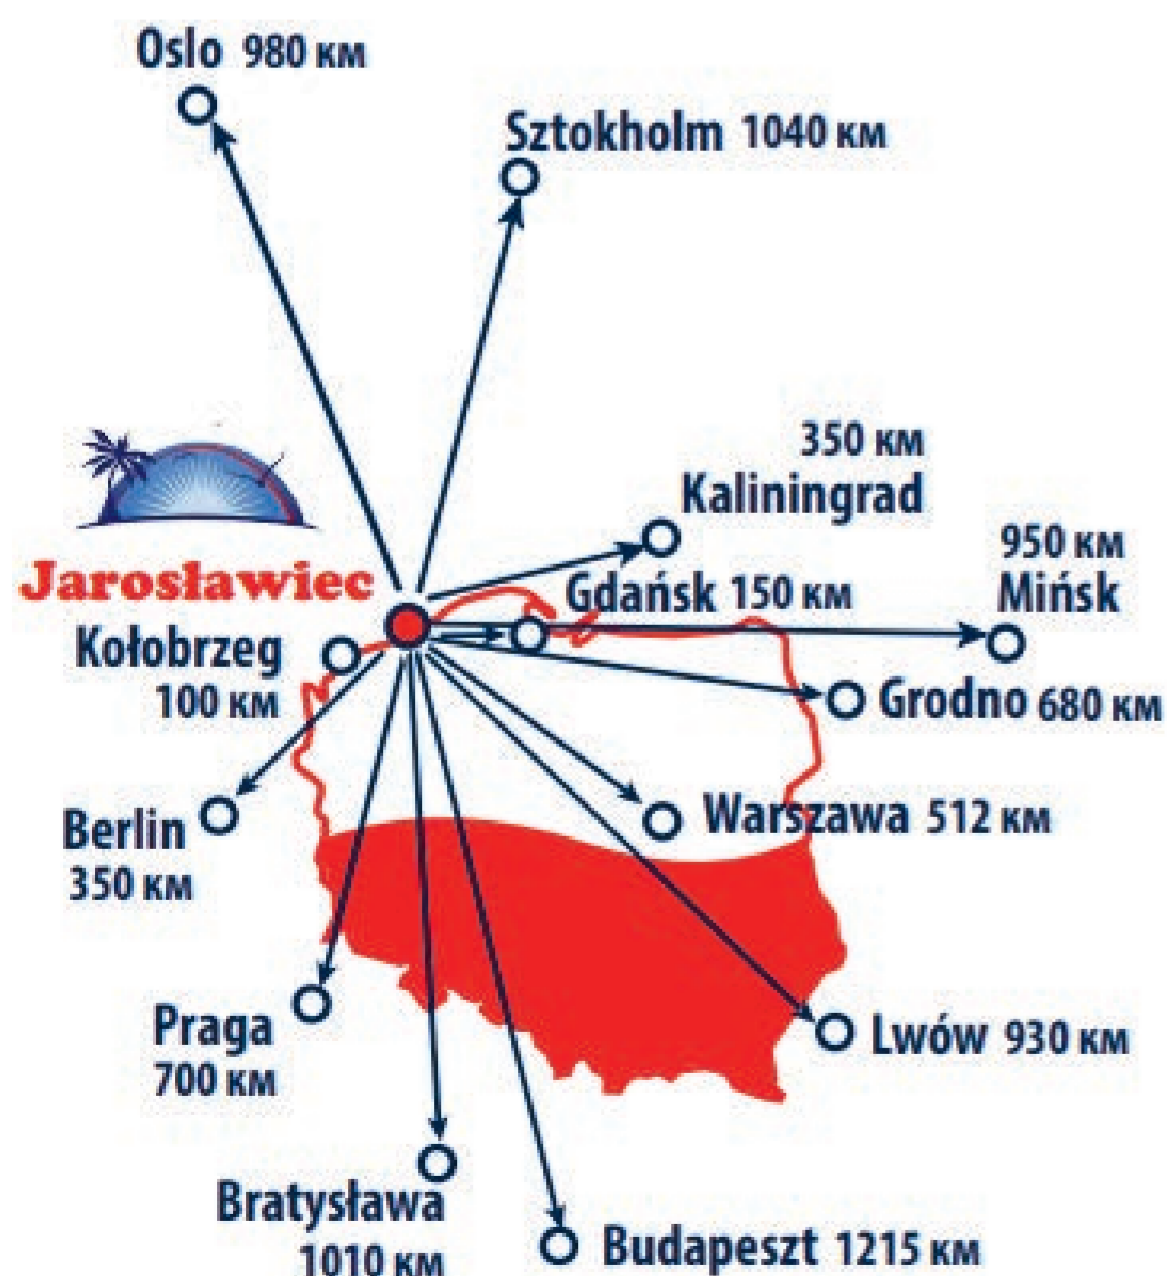 Oslo 980 км
Sztokholm 1040 км
350 км
Kaliningrad
950 км
Mińsk
Jarosławiec
Gdańsk 150 км
Kołobrzeg
100 км
Grodno 680 км
Berlin
350 км
Warszawa 512 км
Praga
700 км
Lwów 930 км
Bratysława
1010 км
Budapeszt 1215 км